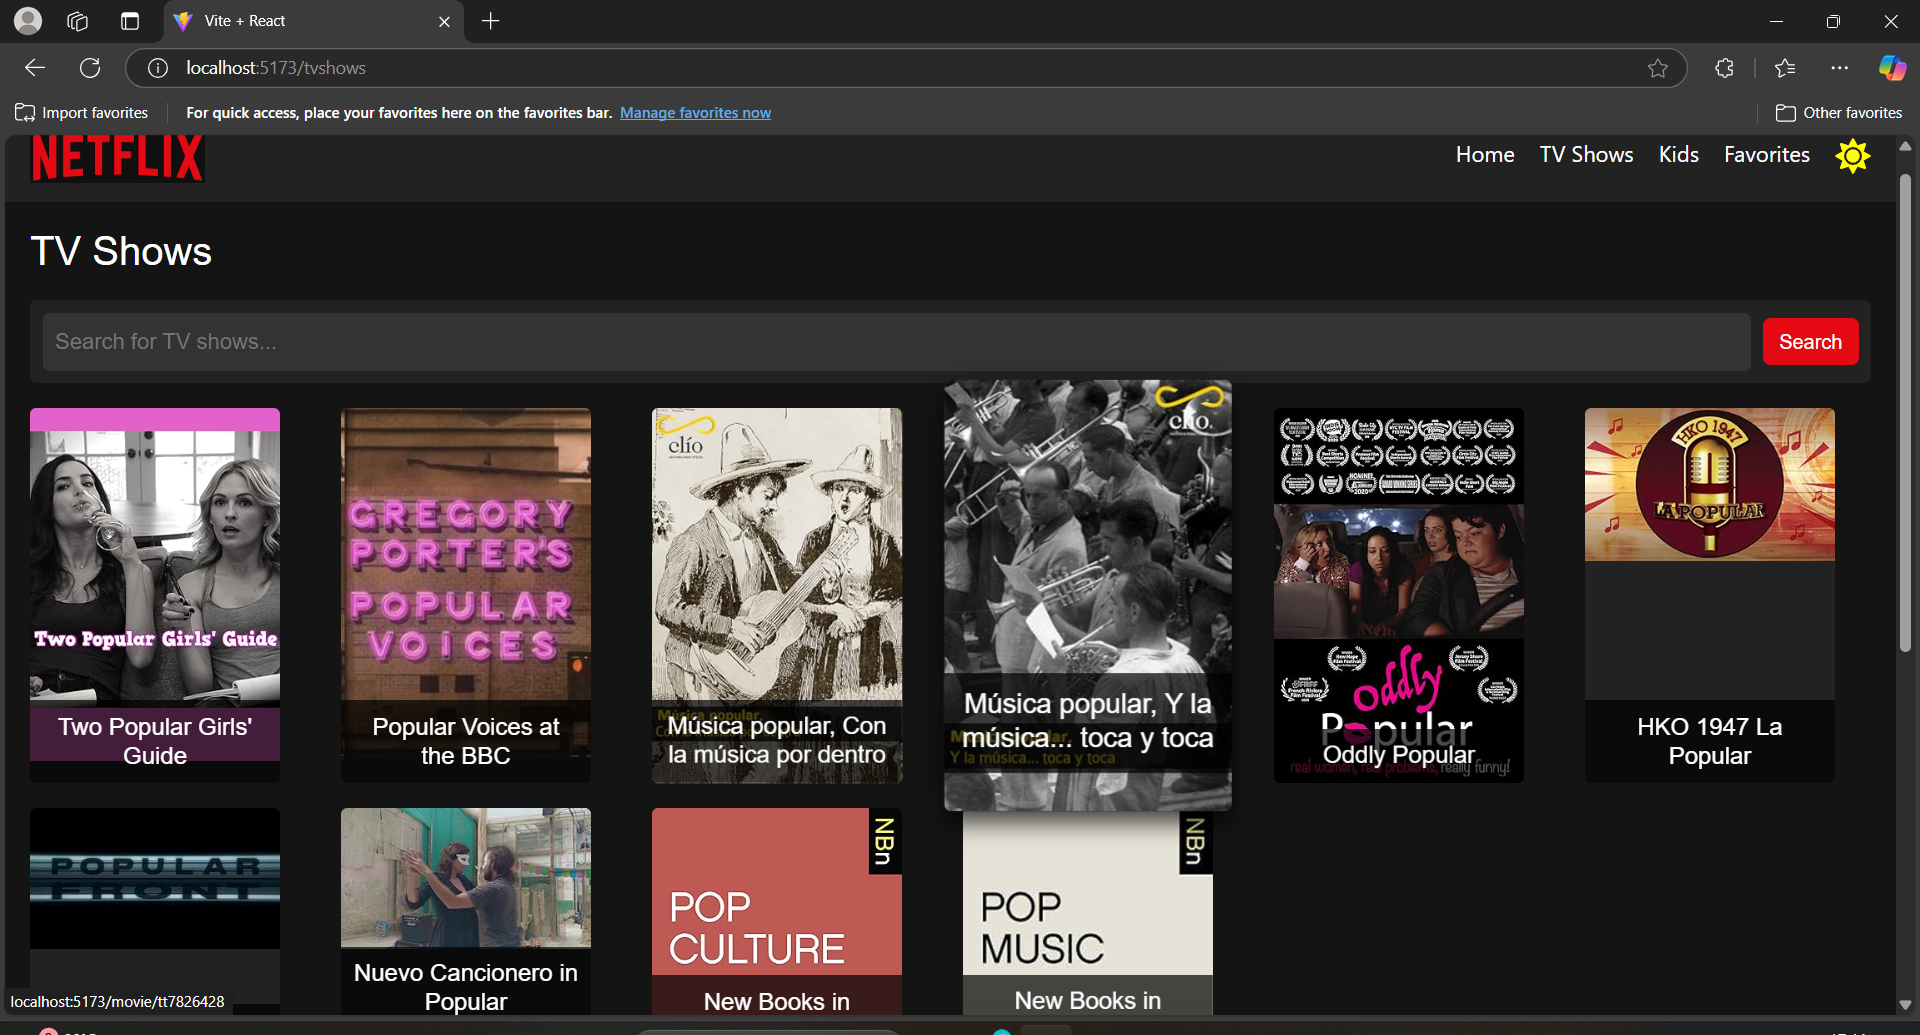 Vite + React
localhost:5173/tvshows
Import favorites
For quick access, place your favorites here on the favorites bar. Manage favorites now
Other favorites
NETFLIX
Home
TV Shows
Kids
Favorites
TV Shows
Search for TV shows...
Search
Two Popular Girls' Guide
Two Popular Girls'
Guide
GREGORY
PORTER'S
POPULAR
VOICES
Popular Voices at
the BBC
clío
Música popular,
Música popular, Con
la música por dentro
clío
Música popular, Y la
música... toca y toca
Y la música... toca y toca
oddly
Popular
Oddly Popular
real women, real problems, really funny!
HKO 1947
LA POPULAR
HKO 1947 La
Popular
POPULAR
FRONT
Nuevo Cancionero in
Popular
NBn
POP
CULTURE
New Books in
NBn
POP
MUSIC
New Books in
localhost:5173/movie/tt7826428